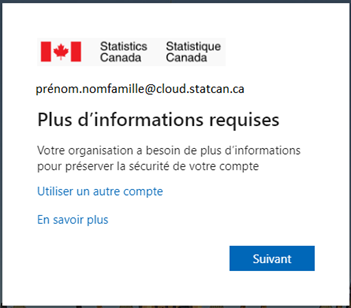 Statistics Statistique
Canada Canada
prénom.nomfamille@cloud.statcan.ca
Plus d'informations requises
Votre organisation a besoin de plus d'informations
pour préserver la sécurité de votre compte
Utiliser un autre compte
En savoir plus
Suivant